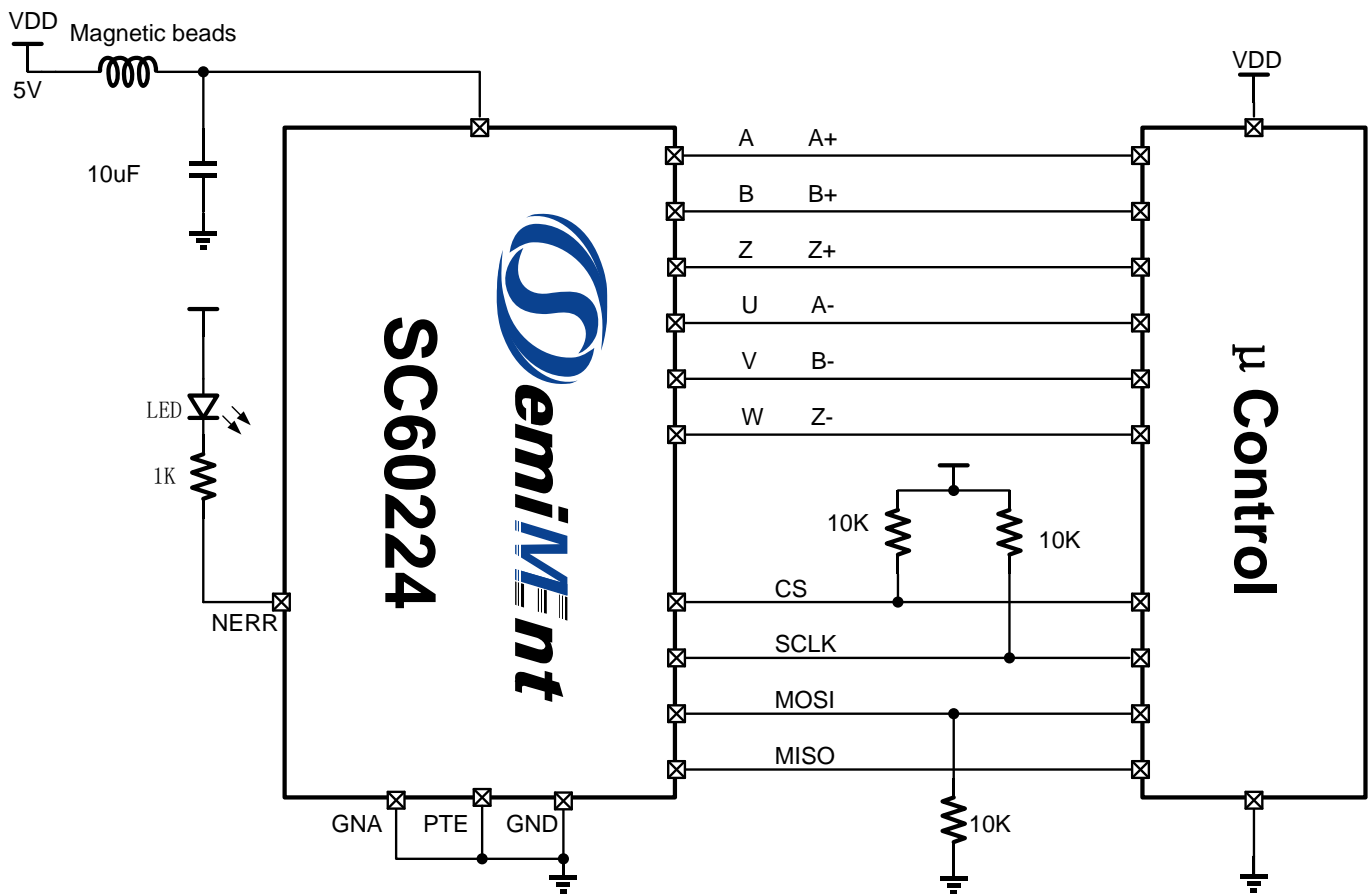 VDD
Magnetic beads
5V
10uF
LED
1K
NERR
SC60224
SemiMEnt
GNA
PTE
GND
A A+
B B+
Z Z+
U A-
V B-
W Z-
10K
10K
CS
SCLK
MOSI
MISO
10K
VDD
μ Control